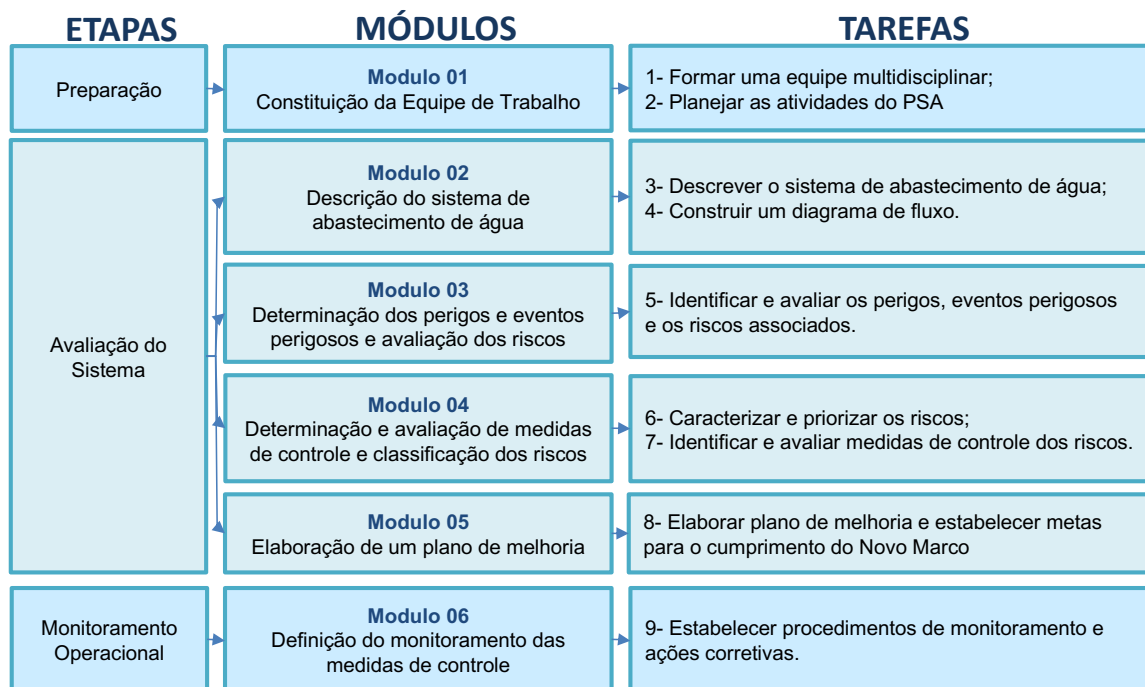 ETAPAS
MÓDULOS
TAREFAS
Preparação
Modulo 01
Constituição da Equipe de Trabalho
1- Formar uma equipe multidisciplinar;
2- Planejar as atividades do PSA
Avaliação do
Sistema
Modulo 02
Descrição do sistema de
abastecimento de água
3- Descrever o sistema de abastecimento de água;
4- Construir um diagrama de fluxo.
Modulo 03
Determinação dos perigos e eventos
perigosos e avaliação dos riscos
5- Identificar e avaliar os perigos, eventos perigosos
e os riscos associados.
Modulo 04
Determinação e avaliação de medidas
de controle e classificação dos riscos
6- Caracterizar e priorizar os riscos;
7- Identificar e avaliar medidas de controle dos riscos.
Modulo 05
Elaboração de um plano de melhoria
8- Elaborar plano de melhoria e estabelecer metas
para o cumprimento do Novo Marco
Monitoramento
Operacional
Modulo 06
Definição do monitoramento das
medidas de controle
9- Estabelecer procedimentos de monitoramento e
ações corretivas.